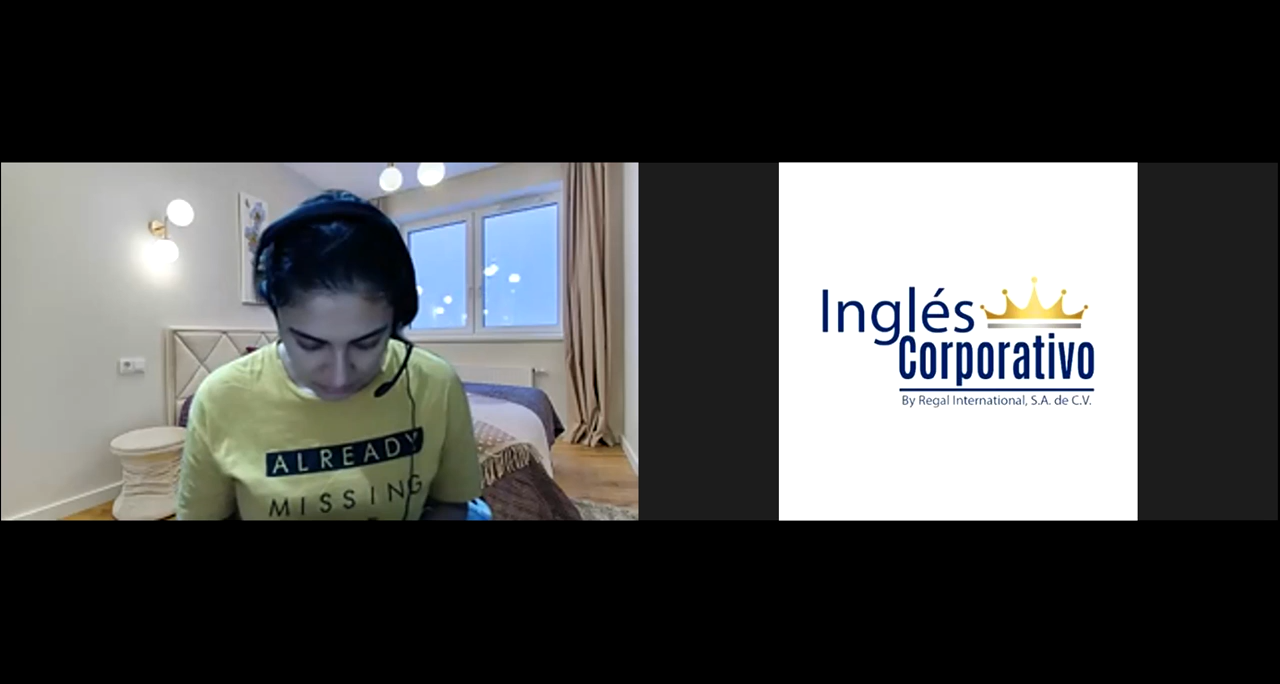 ALREADY
MISSING
Inglés
Corporativo
By Regal International, S.A. de C.V.